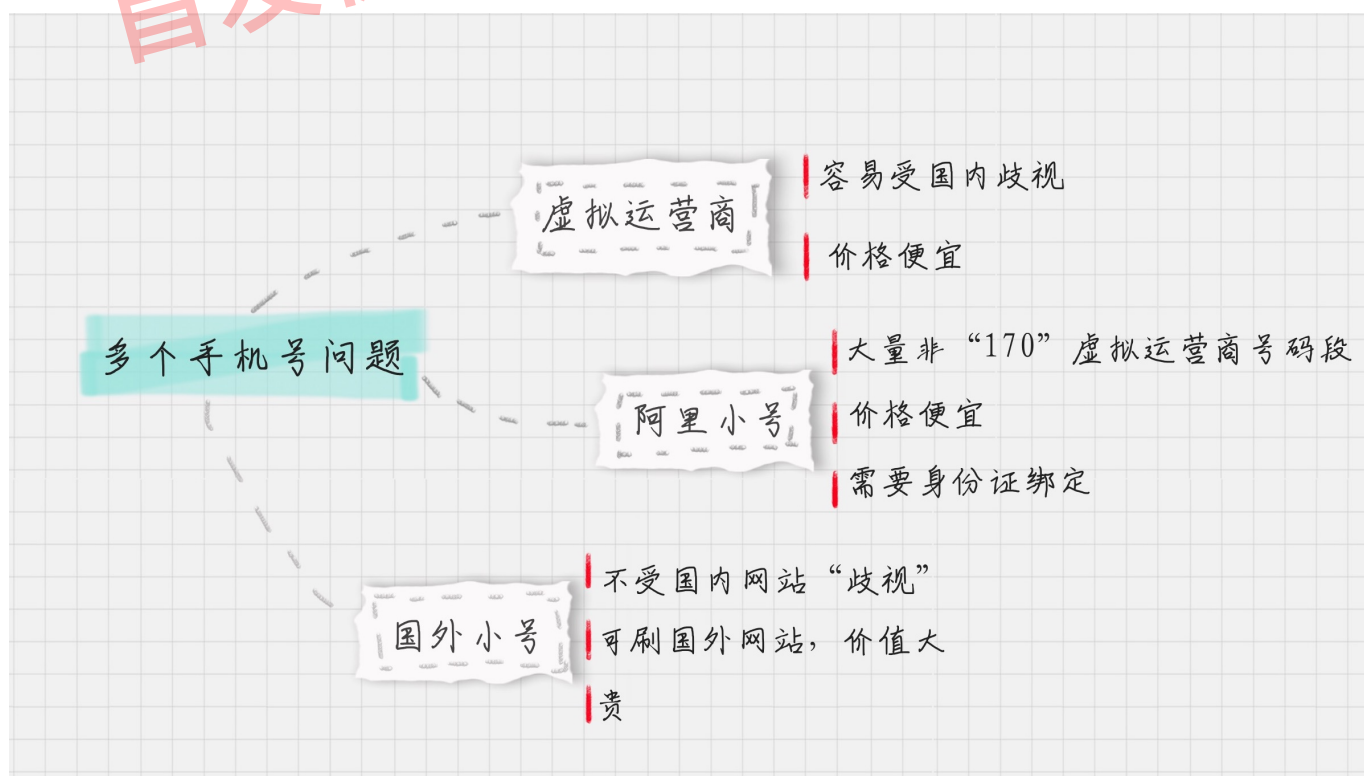 容易受国内歧视
虚拟运营商
价格便宜
多个手机号问题
大量非“170”虚拟运营商号码段
阿里小号
价格便宜
需要身份证绑定
不受国内网站“歧视”
国外小号
可刷国外网站，价值大
贵